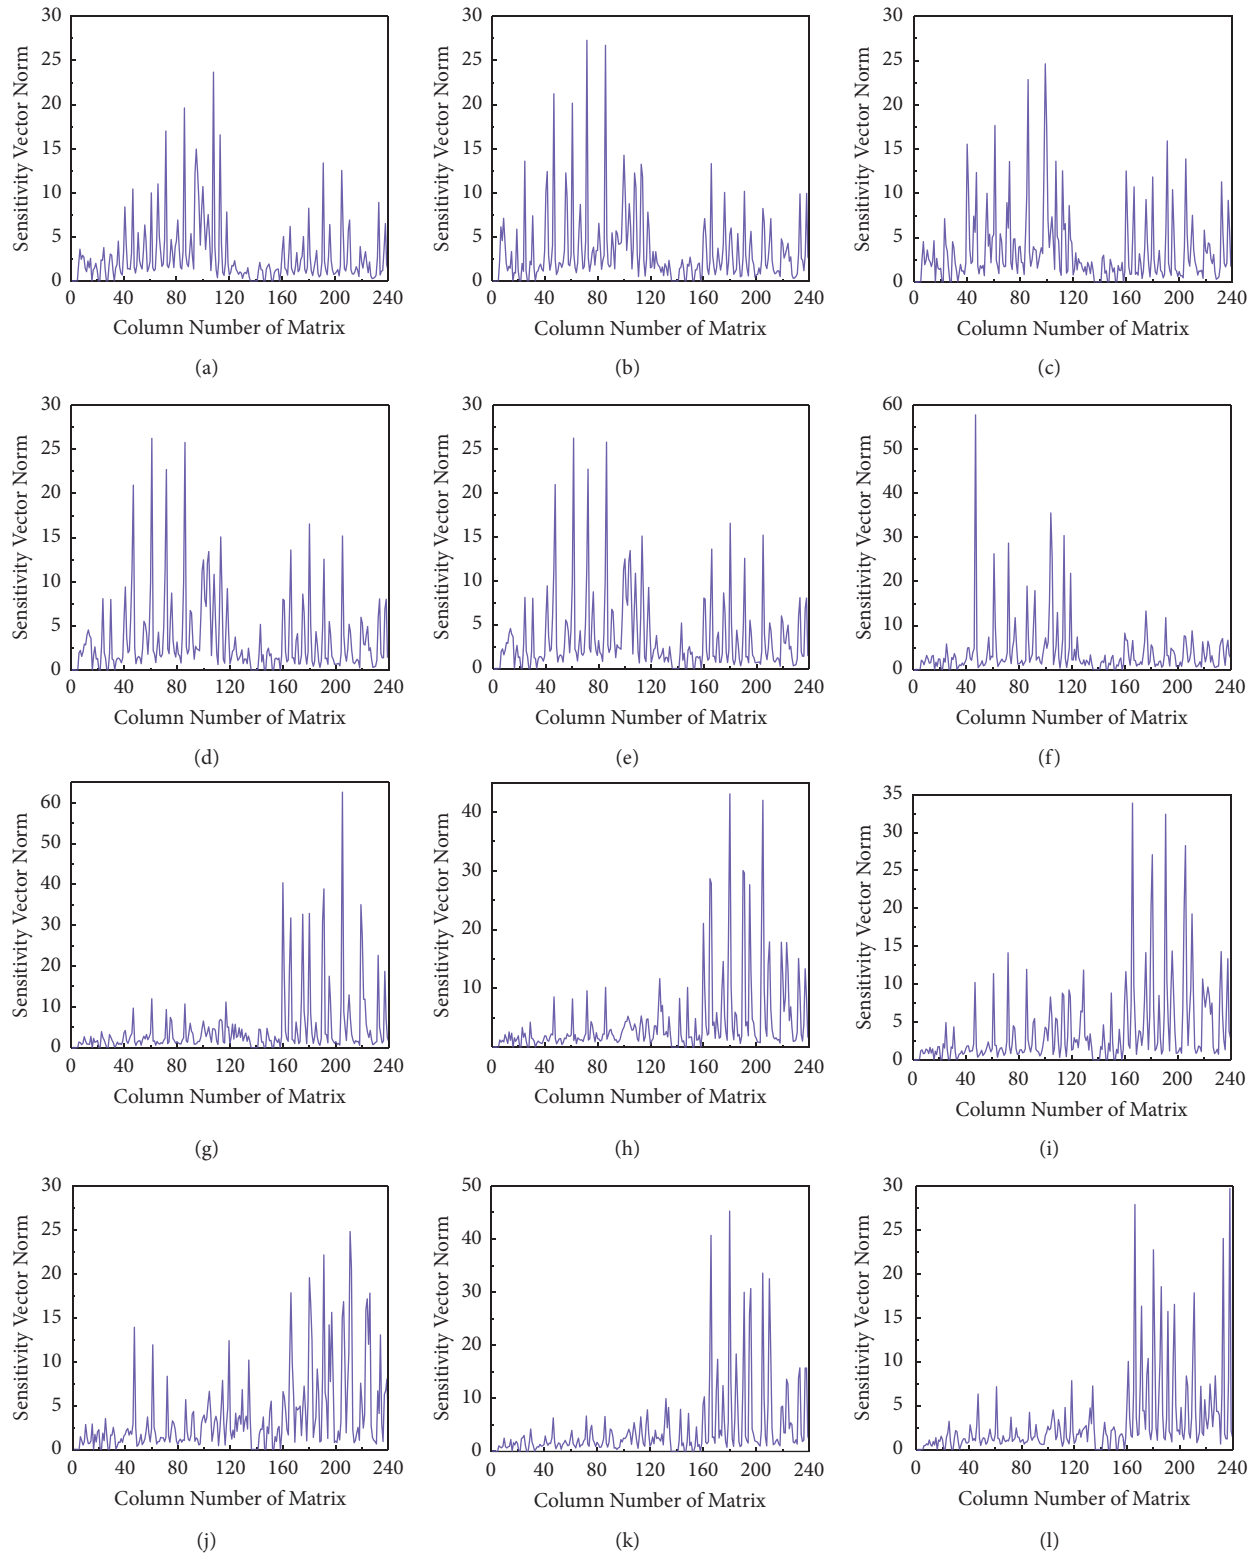 30 30 30
25 25 25
20 20 20
15 15 15
10 10 10
5 5 5
0 0 0
Sensitivity Vector Norm Sensitivity Vector Norm Sensitivity Vector Norm
0 40 80 120 160 200 240 0 40 80 120 160 200 240 0 40 80 120 160 200 240
Column Number of Matrix Column Number of Matrix Column Number of Matrix
(a) (b) (c)
30 30 60
25 25 50
20 20 40
15 15 30
10 10 20
5 5 10
0 0 0
Sensitivity Vector Norm Sensitivity Vector Norm Sensitivity Vector Norm
0 40 80 120 160 200 240 0 40 80 120 160 200 240 0 40 80 120 160 200 240
Column Number of Matrix Column Number of Matrix Column Number of Matrix
(d) (e) (f)
60 40 35
50 30 30
40 20 25
30 10 20
20 15
10 10
0 5
0
Sensitivity Vector Norm Sensitivity Vector Norm Sensitivity Vector Norm
0 40 80 120 160 200 240 0 40 80 120 160 200 240 0 40 80 120 160 200 240
Column Number of Matrix Column Number of Matrix Column Number of Matrix
(g) (h) (i)
30 50 30
25 40 25
20 30 20
15 20 15
10 10 10
5 0 5
0 0
Sensitivity Vector Norm Sensitivity Vector Norm Sensitivity Vector Norm
0 40 80 120 160 200 240 0 40 80 120 160 200 240 0 40 80 120 160 200 240
Column Number of Matrix Column Number of Matrix Column Number of Matrix
(j) (k) (l)